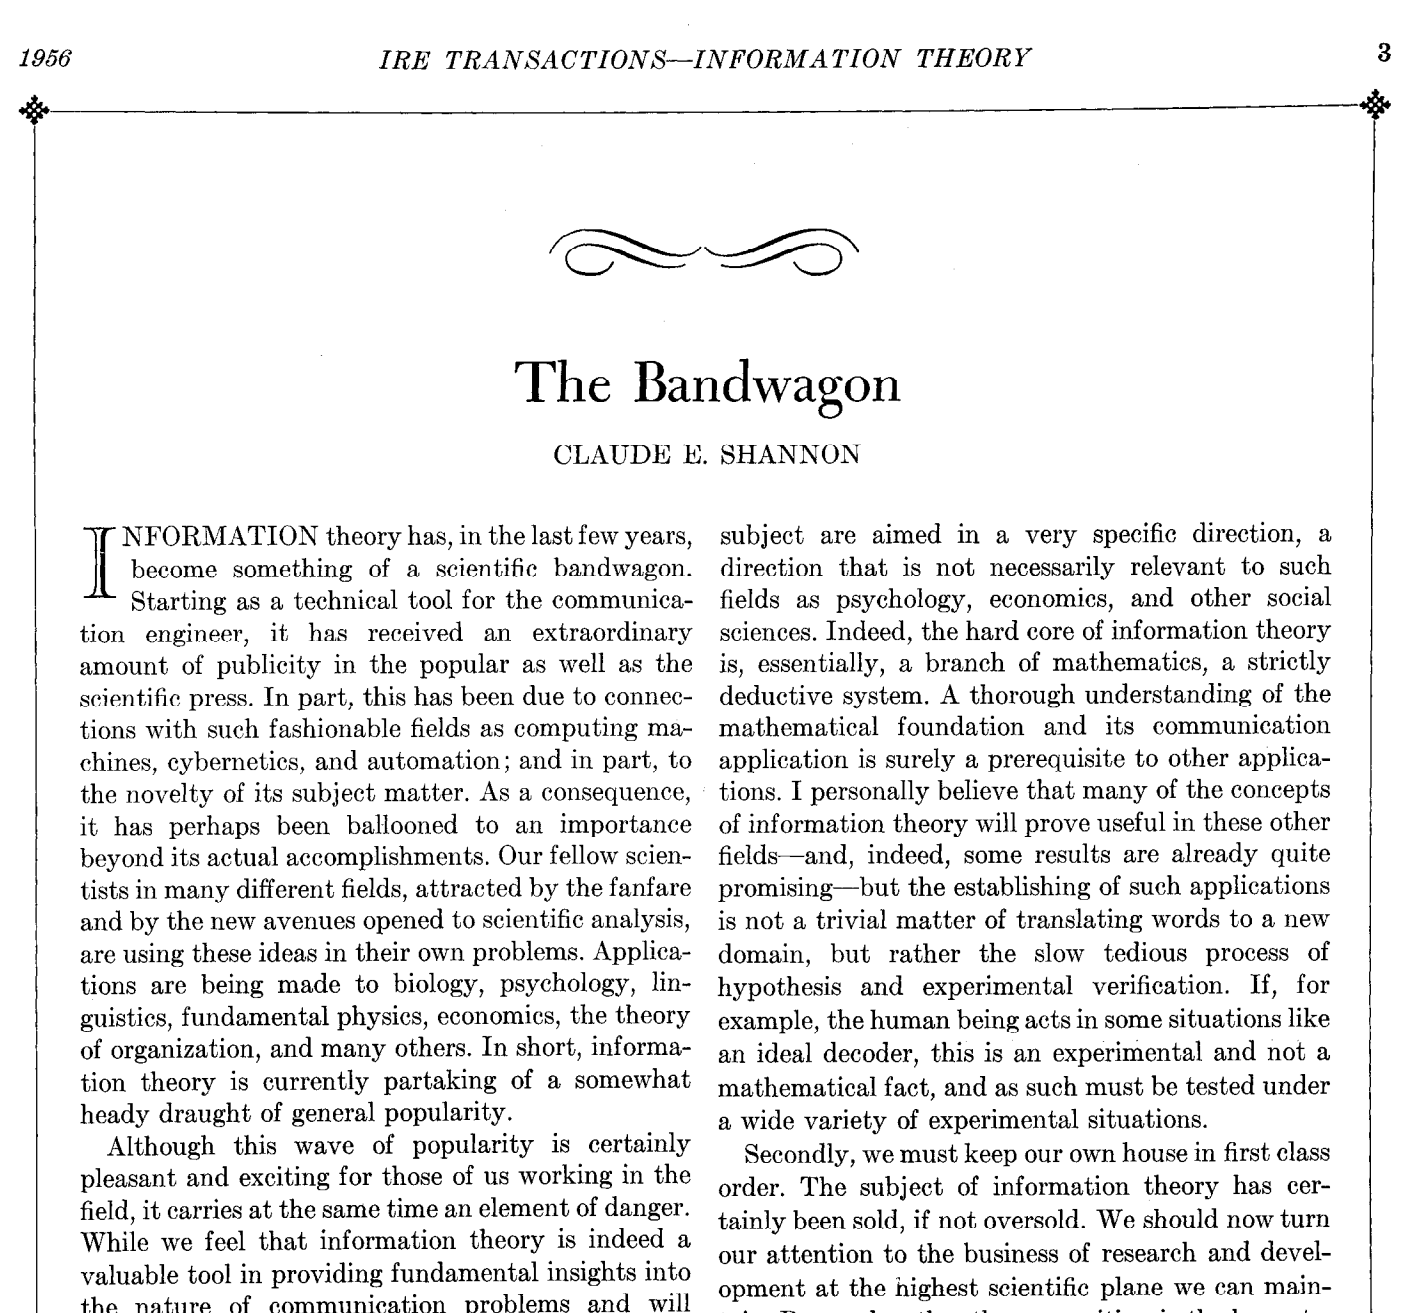 1956
IRE TRANSACTIONS—INFORMATION THEORY
3
The Bandwagon
CLAUDE E. SHANNON
INFORMATION theory has, in the last few years,
become something of a scientific bandwagon.
Starting as a technical tool for the communica-
tion engineer, it has received an extraordinary
amount of publicity in the popular as well as the
scientific press. In part, this has been due to connec-
tions with such fashionable fields as computing ma-
chines, cybernetics, and automation; and in part, to
the novelty of its subject matter. As a consequence,
it has perhaps been ballooned to an importance
beyond its actual accomplishments. Our fellow scien-
tists in many different fields, attracted by the fanfare
and by the new avenues opened to scientific analysis,
are using these ideas in their own problems. Applica-
tions are being made to biology, psychology, lin-
guistics, fundamental physics, economics, the theory
of organization, and many others. In short, informa-
tion theory is currently partaking of a somewhat
heady draught of general popularity.
Although this wave of popularity is certainly
pleasant and exciting for those of us working in the
field, it carries at the same time an element of danger.
While we feel that information theory is indeed a
valuable tool in providing fundamental insights into
the nature of communication problems and will
subject are aimed in a very specific direction, a
direction that is not necessarily relevant to such
fields as psychology, economics, and other social
sciences. Indeed, the hard core of information theory
is, essentially, a branch of mathematics, a strictly
deductive system. A thorough understanding of the
mathematical foundation and its communication
application is surely a prerequisite to other applica-
tions. I personally believe that many of the concepts
of information theory will prove useful in these other
fields—and, indeed, some results are already quite
promising—but the establishing of such applications
is not a trivial matter of translating words to a new
domain, but rather the slow tedious process of
hypothesis and experimental verification. If, for
example, the human being acts in some situations like
an ideal decoder, this is an experimental and not a
mathematical fact, and as such must be tested under
a wide variety of experimental situations.
Secondly, we must keep our own house in first class
order. The subject of information theory has cer-
tainly been sold, if not oversold. We should now turn
our attention to the business of research and devel-
opment at the highest scientific plane we can main-